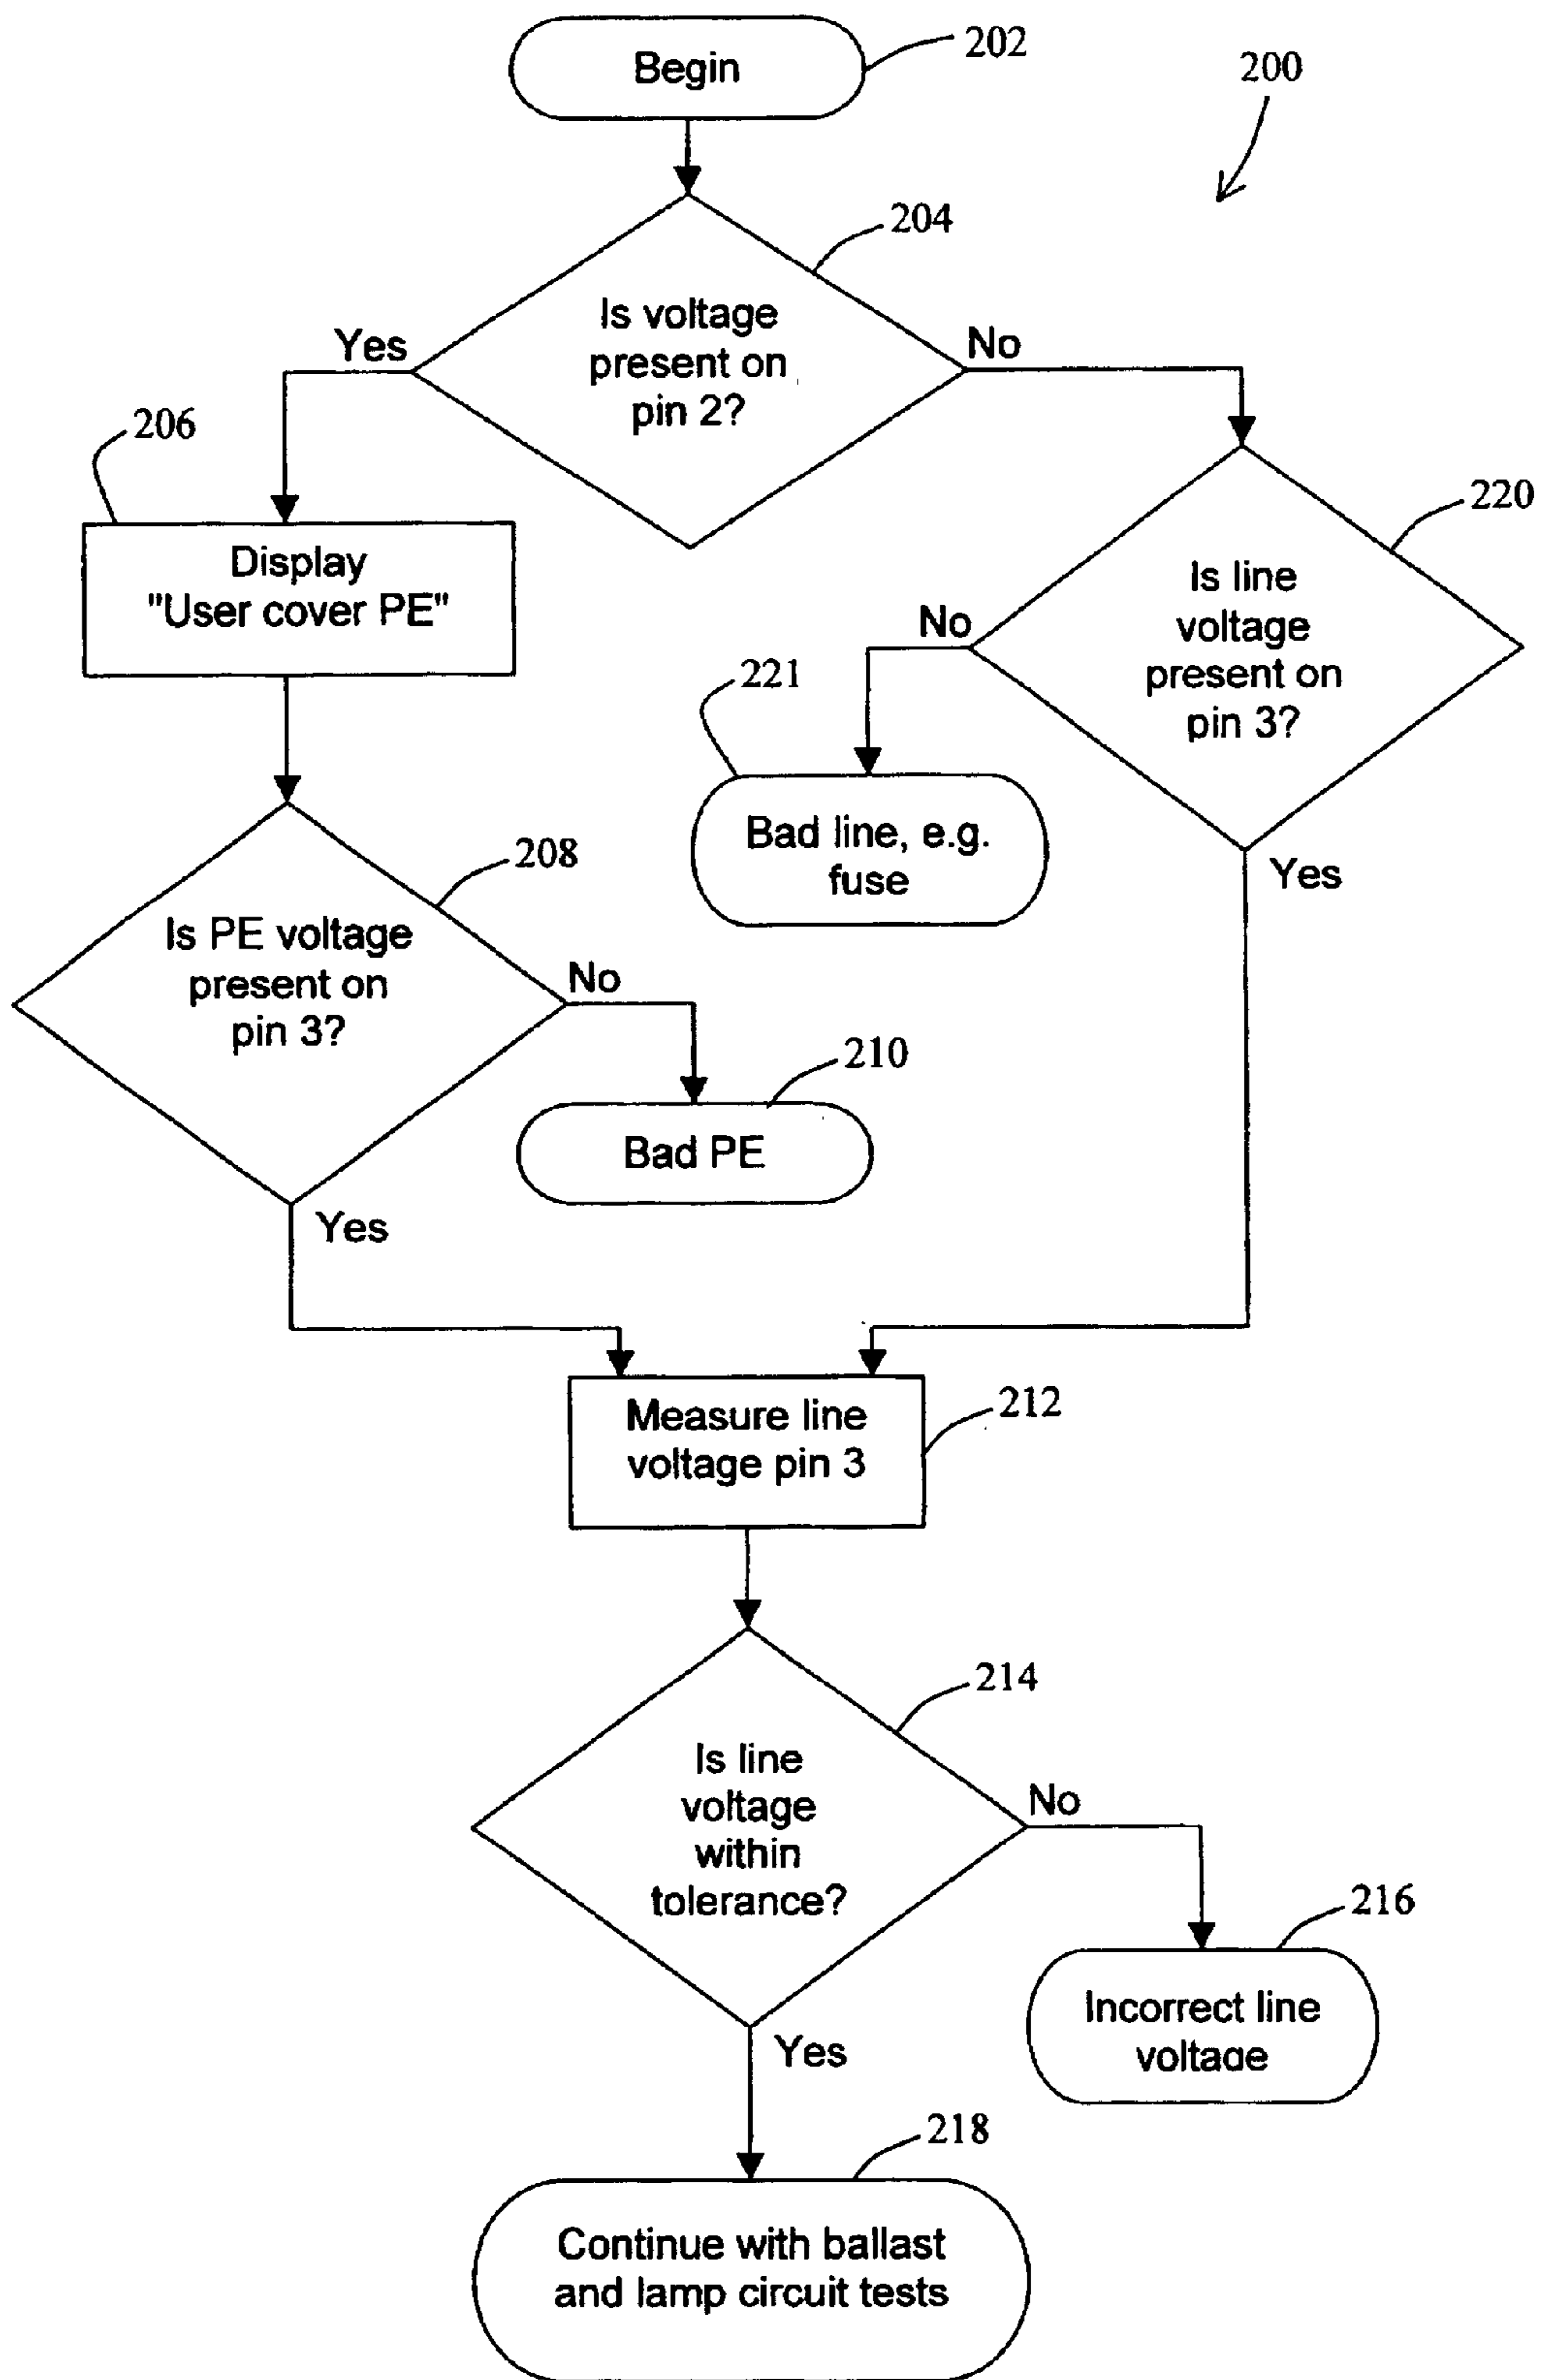 Begin
202
200
204
Is voltage
present on
pin 2?
Yes
No
206
Display
"User cover PE"
220
Is line
voltage
present on
pin 3?
No
Yes
221
Bad line, e.g.
fuse
208
Is PE voltage
present on
pin 3?
No
Yes
210
Bad PE
212
Measure line
voltage pin 3
214
Is line
voltage
within
tolerance?
No
Yes
216
Incorrect line
voltage
218
Continue with ballast
and lamp circuit tests